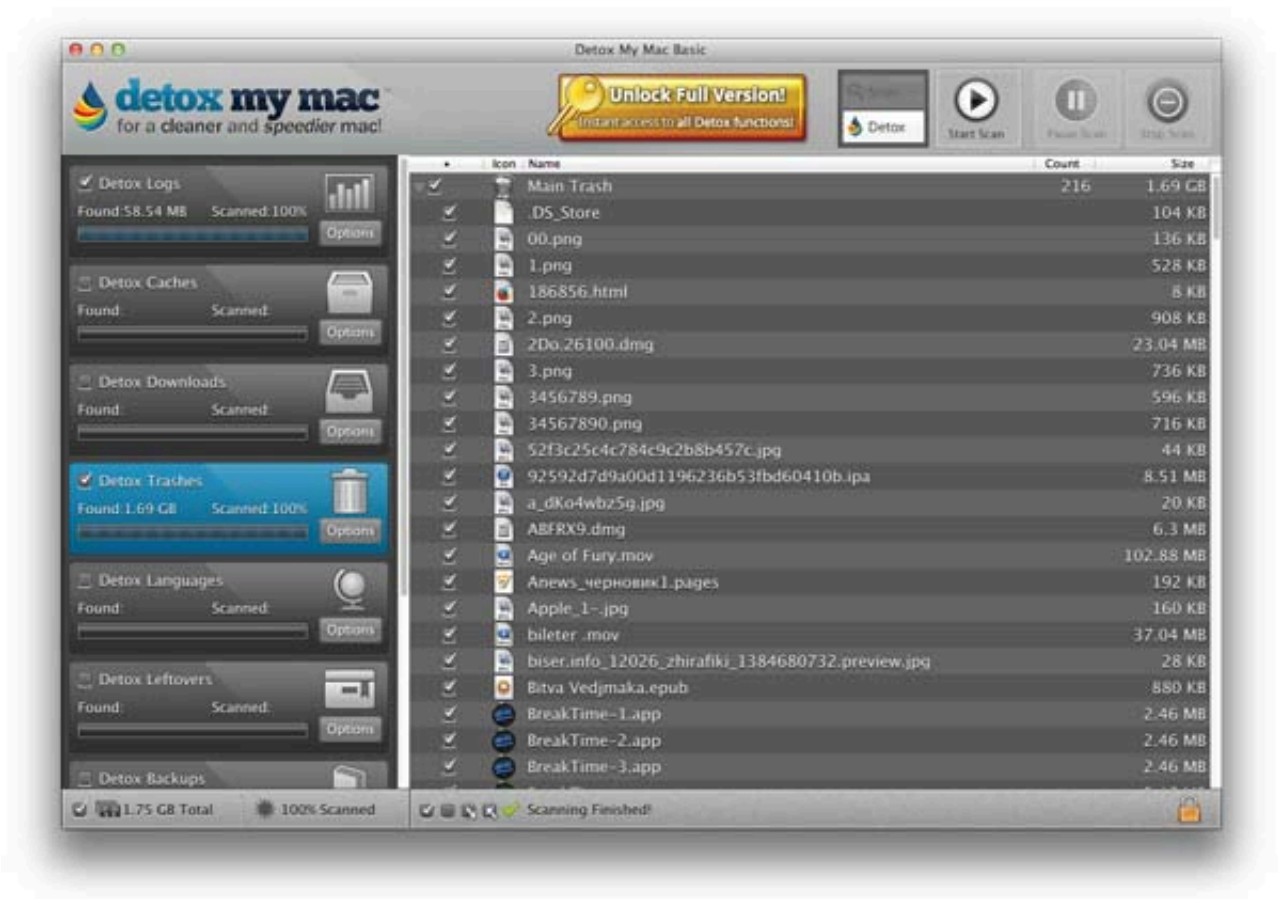 Detox My Mac Basic
detox my mac
for a cleaner and speedier mac!
Unlock Full Version!
Instant access to all Detox functions!
Scan
Detox
Start Scan
Pause Scan
Stop Scan
Detox Logs
Found:58.54 MB Scanned:100%
Options
Detox Caches
Found: Scanned:
Options
Detox Downloads
Found: Scanned:
Options
Detox Trashes
Found:1.69 GB Scanned:100%
Options
Detox Languages
Found: Scanned:
Options
Detox Leftovers
Found: Scanned:
Options
Detox Backups
1.75 GB Total 100% Scanned
Icon Name Count Size
Main Trash 216 1.69 GB
.DS_Store 104 KB
00.png 136 KB
1.png 528 KB
186856.html 8 KB
2.png 908 KB
2Do.26100.dmg 23.04 MB
3.png 736 KB
3456789.png 596 KB
34567890.png 716 KB
52f3c25c4c784c9c2b8b457c.jpg 44 KB
92592d7d9a00d1196236b53fbd60410b.ipa 8.51 MB
a_dKo4wbz5g.jpg 20 KB
ABFRX9.dmg 6.3 MB
Age of Fury.mov 102.88 MB
Anews_черновик1.pages 192 KB
Apple_1-.jpg 160 KB
bileter .mov 37.04 MB
biser.info_12026_zhirafiki_1384680732.preview.jpg 28 KB
Bitva Vedjmaka.epub 880 KB
BreakTime-1.app 2.46 MB
BreakTime-2.app 2.46 MB
BreakTime-3.app 2.46 MB
Scanning Finished!